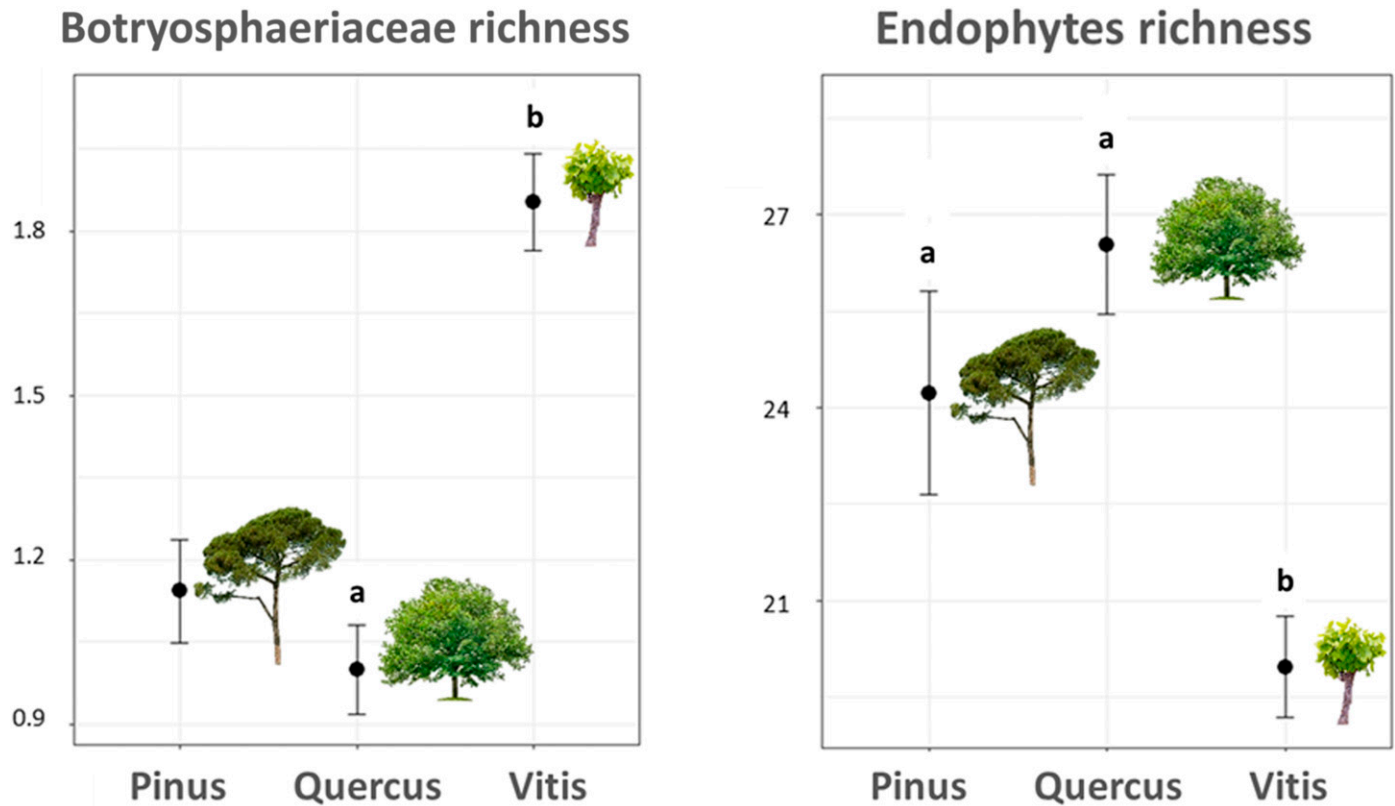 Botryosphaeriaceae richness
b
1.8
1.5
1.2
a
0.9
Pinus Quercus Vitis
Endophytes richness
a
27
a
24
b
21
Pinus Quercus Vitis